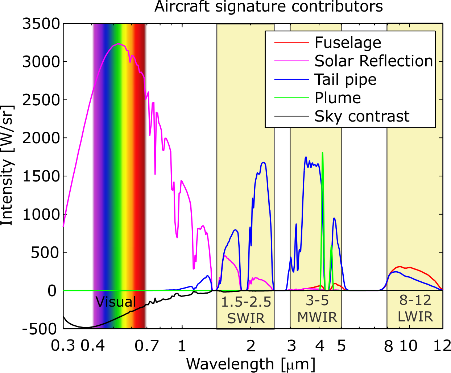 Aircraft signature contributors
Intensity [W/sr]
3500
3000
2500
2000
1500
1000
500
0
-500
Fuselage
Solar Reflection
Tail pipe
Plume
Sky contrast
Visual
1.5-2.5
SWIR
3-5
MWIR
8-12
LWIR
0.3 0.4 0.7 1 2 3 4 5 8 10 12
Wavelength [μm]